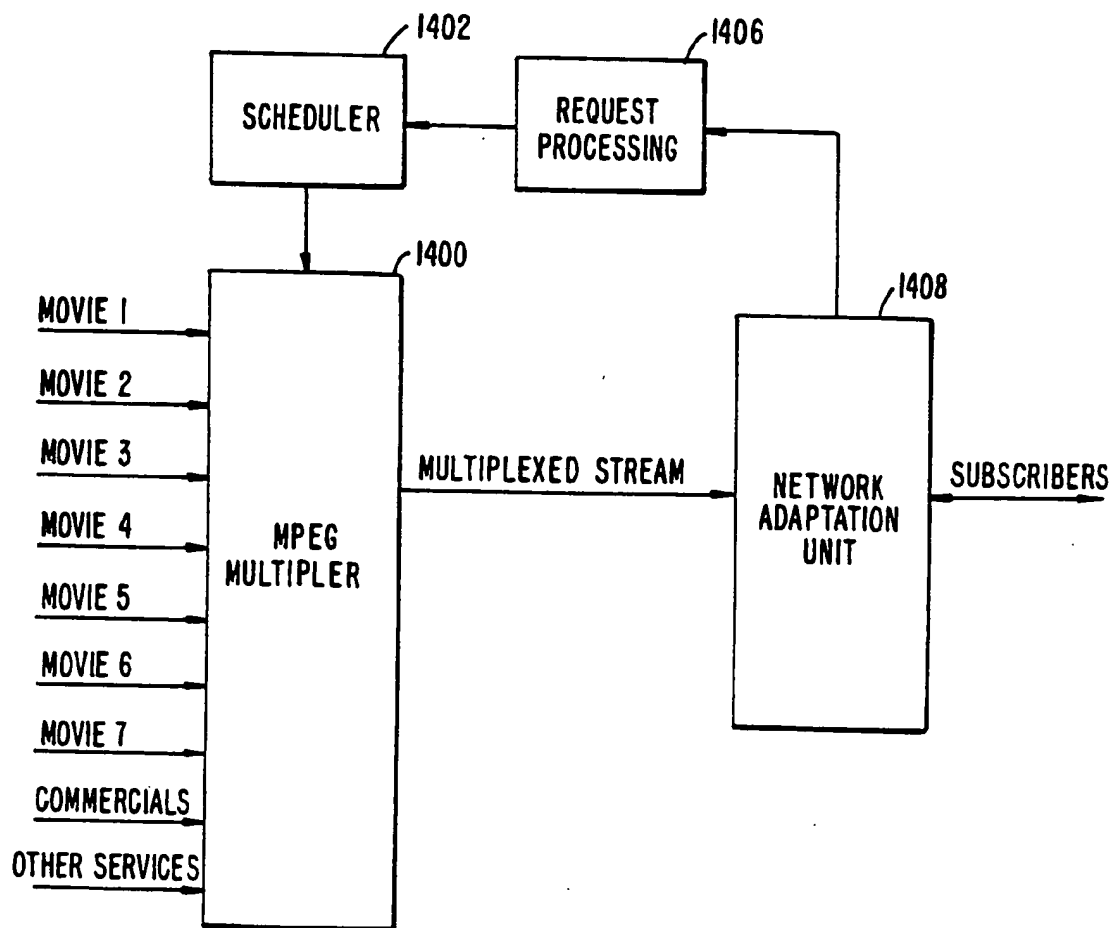 1402
SCHEDULER
1406
REQUEST
PROCESSING
1400
MPEG
MULTIPLER
MOVIE 1
MOVIE 2
MOVIE 3
MOVIE 4
MOVIE 5
MOVIE 6
MOVIE 7
COMMERCIALS
OTHER SERVICES
MULTIPLEXED STREAM
1408
NETWORK
ADAPTATION
UNIT
SUBSCRIBERS